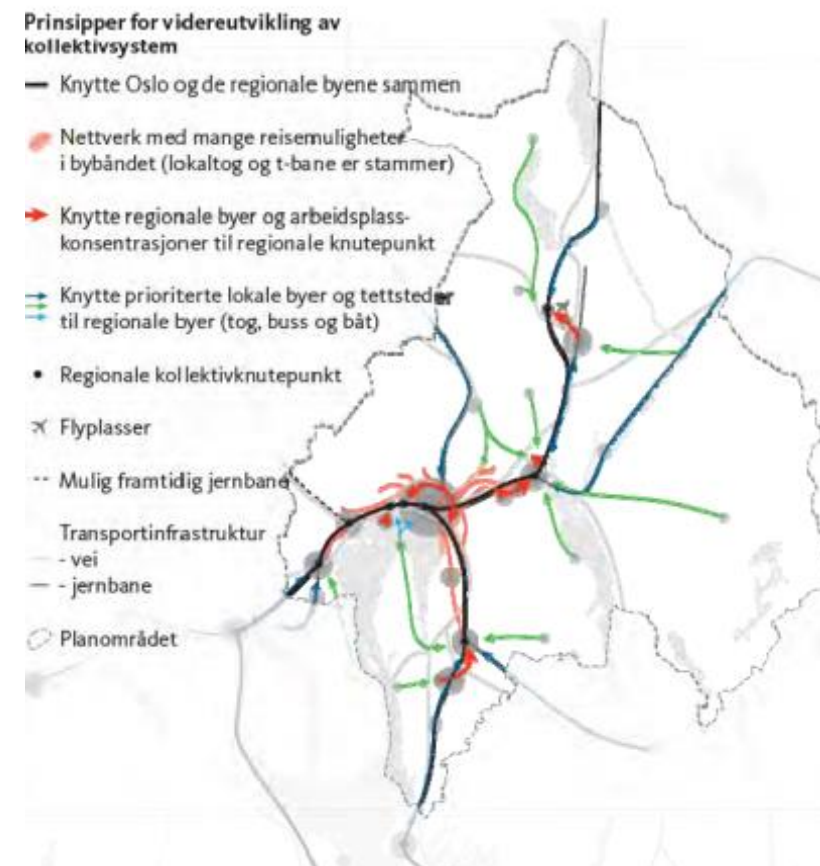 Prinsipper for videreutvikling av
kollektivsystem
Knytte Oslo og de regionale byene sammen
Nettverk med mange reisemuligheter
i bybåndet (lokaltog og t-bane er stammer)
Knytte regionale byer og arbeidsplass-
konsentrasjoner til regionale knutepunkt
Knytte prioriterte lokale byer og tettsteder
til regionale byer (tog, buss og båt)
Regionale kollektivknutepunkt
Flyplasser
Mulig framtidig jernbane
Transportinfrastruktur
- vei
- jernbane
Planområdet